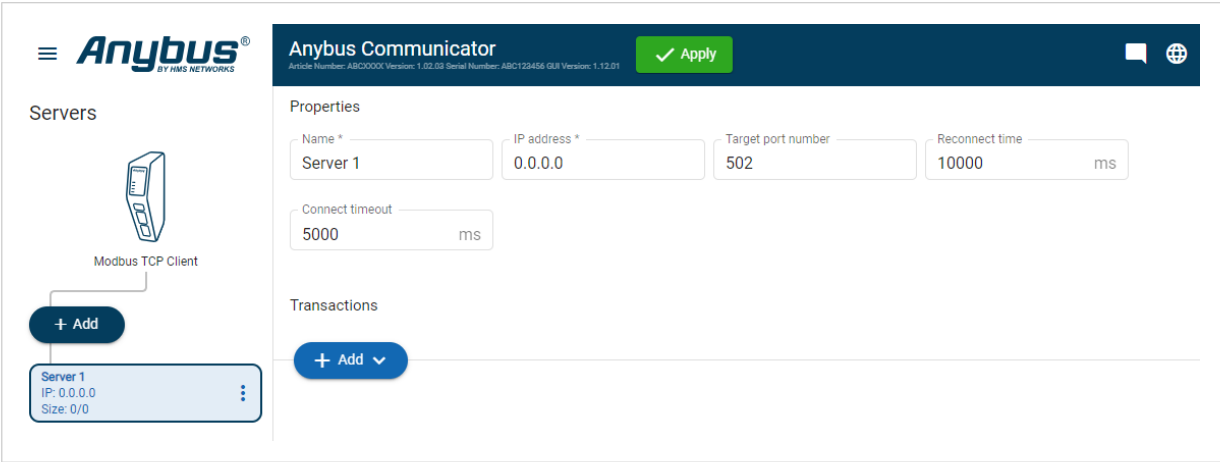 Anybus®
BY HMS NETWORKS
Anybus Communicator
Article Number: ABCXXXX Version: 1.02.03 Serial Number: ABC123456 GUI Version: 1.12.01
Apply
Servers
Modbus TCP Client
+ Add
Server 1
IP: 0.0.0.0
Size: 0/0
Properties
Name *
Server 1
IP address *
0.0.0.0
Target port number
502
Reconnect time
10000 ms
Connect timeout
5000 ms
Transactions
+ Add